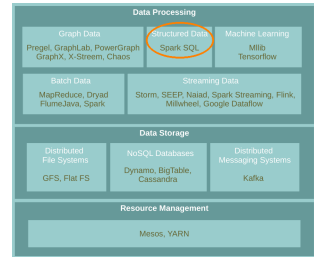 Data Processing
Graph Data
Pregel, GraphLab, PowerGraph
GraphX, X-Streem, Chaos
Structured Data
Spark SQL
Machine Learning
Mllib
Tensorflow
Batch Data
MapReduce, Dryad
FlumeJava, Spark
Streaming Data
Storm, SEEP, Naiad, Spark Streaming, Flink,
Millwheel, Google Dataflow
Data Storage
Distributed
File Systems
GFS, Flat FS
NoSQL Databases
Dynamo, BigTable,
Cassandra
Distributed
Messaging Systems
Kafka
Resource Management
Mesos, YARN